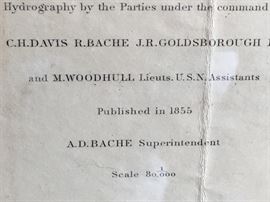 Hydrography by the Parties under the command
C.H.DAVIS R.BACHE J.R.GOLDSBOROUGH
and M.WOODHULL Lieuts. U.S.N. Assistants
Published in 1855
A.D.BACHE Superintendent
Scale 1/80.000